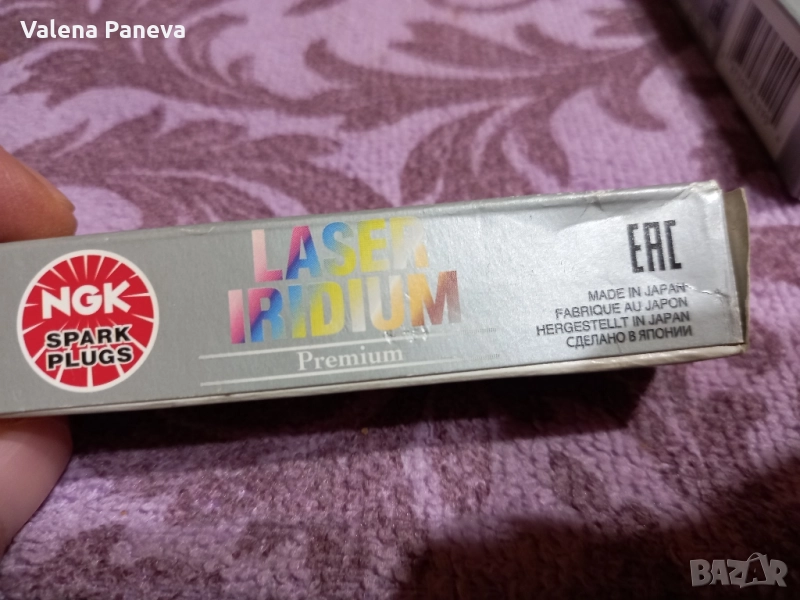 Valena Paneva
NGK
SPARK
PLUGS
LASER
IRIDIUM
Premium
EAC
MADE IN JAPAN
FABRIQUE AU JAPON
HERGESTELLT IN JAPAN
СДЕЛАНО В ЯПОНИИ
BAZAR